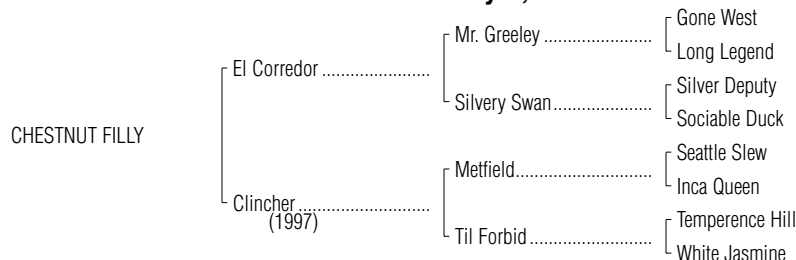 Gone West
Mr. Greeley ........................
Long Legend
El Corredor ........................
Silver Deputy
Silvery Swan......................
Sociable Duck
CHESTNUT FILLY
Seattle Slew
Metfield..............................
Inca Queen
Clincher .............................
(1997)
Temperence Hill
Til Forbid ...........................
White Jasmine